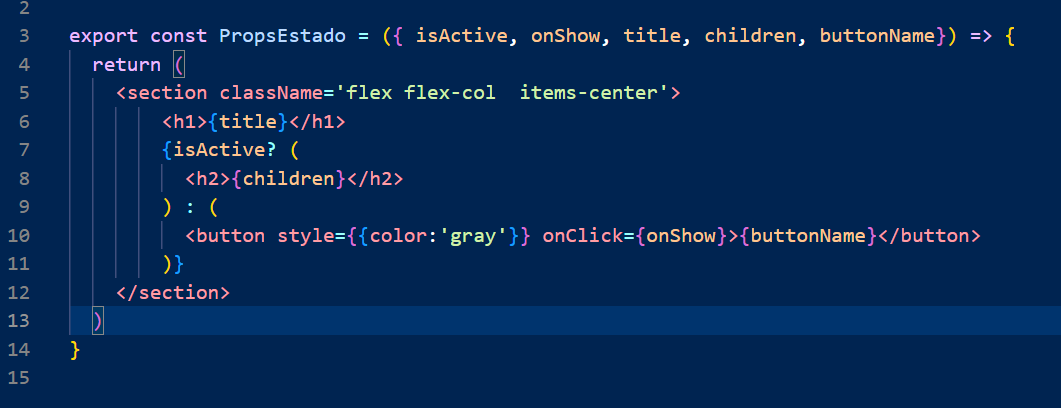 2
3 export const PropsEstado = ({ isActive, onShow, title, children, buttonName}) => {
4 return (
5 <section className='flex flex-col  items-center'>
6 <h1>{title}</h1>
7 {isActive? (
8 <h2>{children}</h2>
9 ) : (
10 <button style={{color:'gray'}} onClick={onShow}>{buttonName}</button>
11 )}
12 </section>
13 )
14 }
15